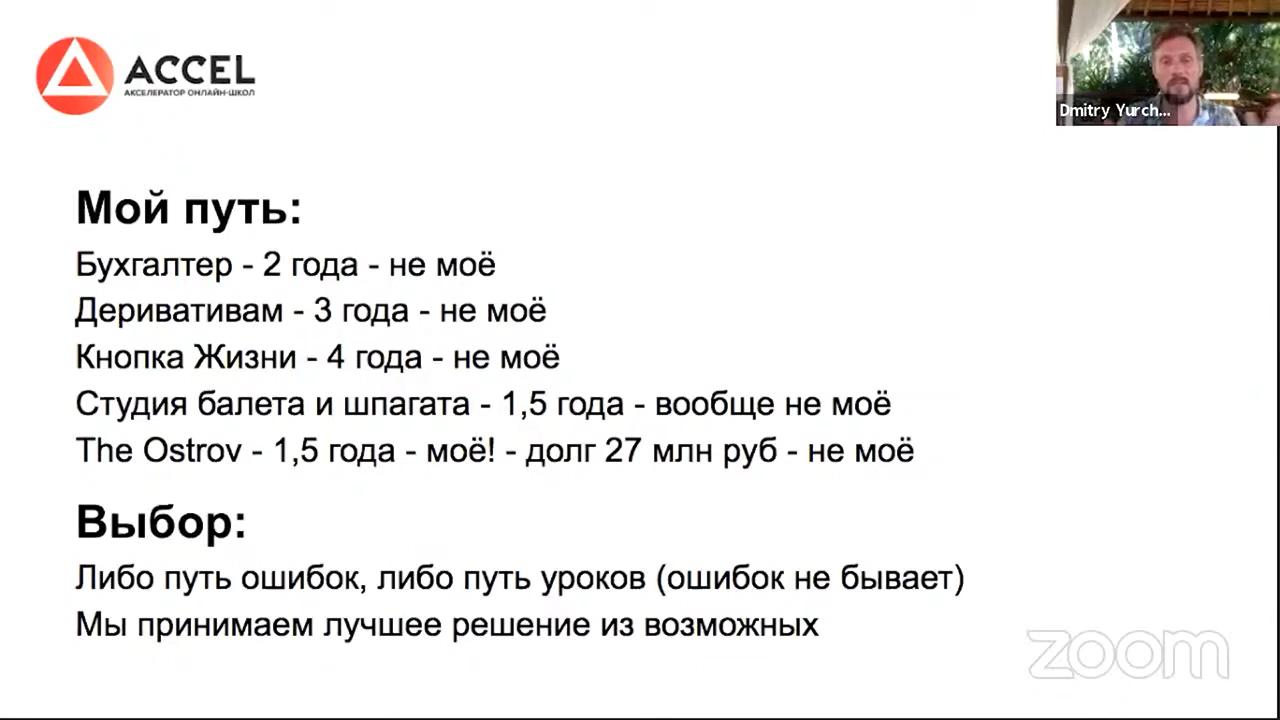 ACCEL
АКСЕЛЕРАТОР ОНЛАЙН-ШКОЛ
Dmitry Yurch...
Мой путь:
Бухгалтер - 2 года - не моё
Деривативам - 3 года - не моё
Кнопка Жизни - 4 года - не моё
Студия балета и шпагата - 1,5 года - вообще не моё
The Ostrov - 1,5 года - моё! - долг 27 млн руб - не моё
Выбор:
Либо путь ошибок, либо путь уроков (ошибок не бывает)
Мы принимаем лучшее решение из возможных
zoom